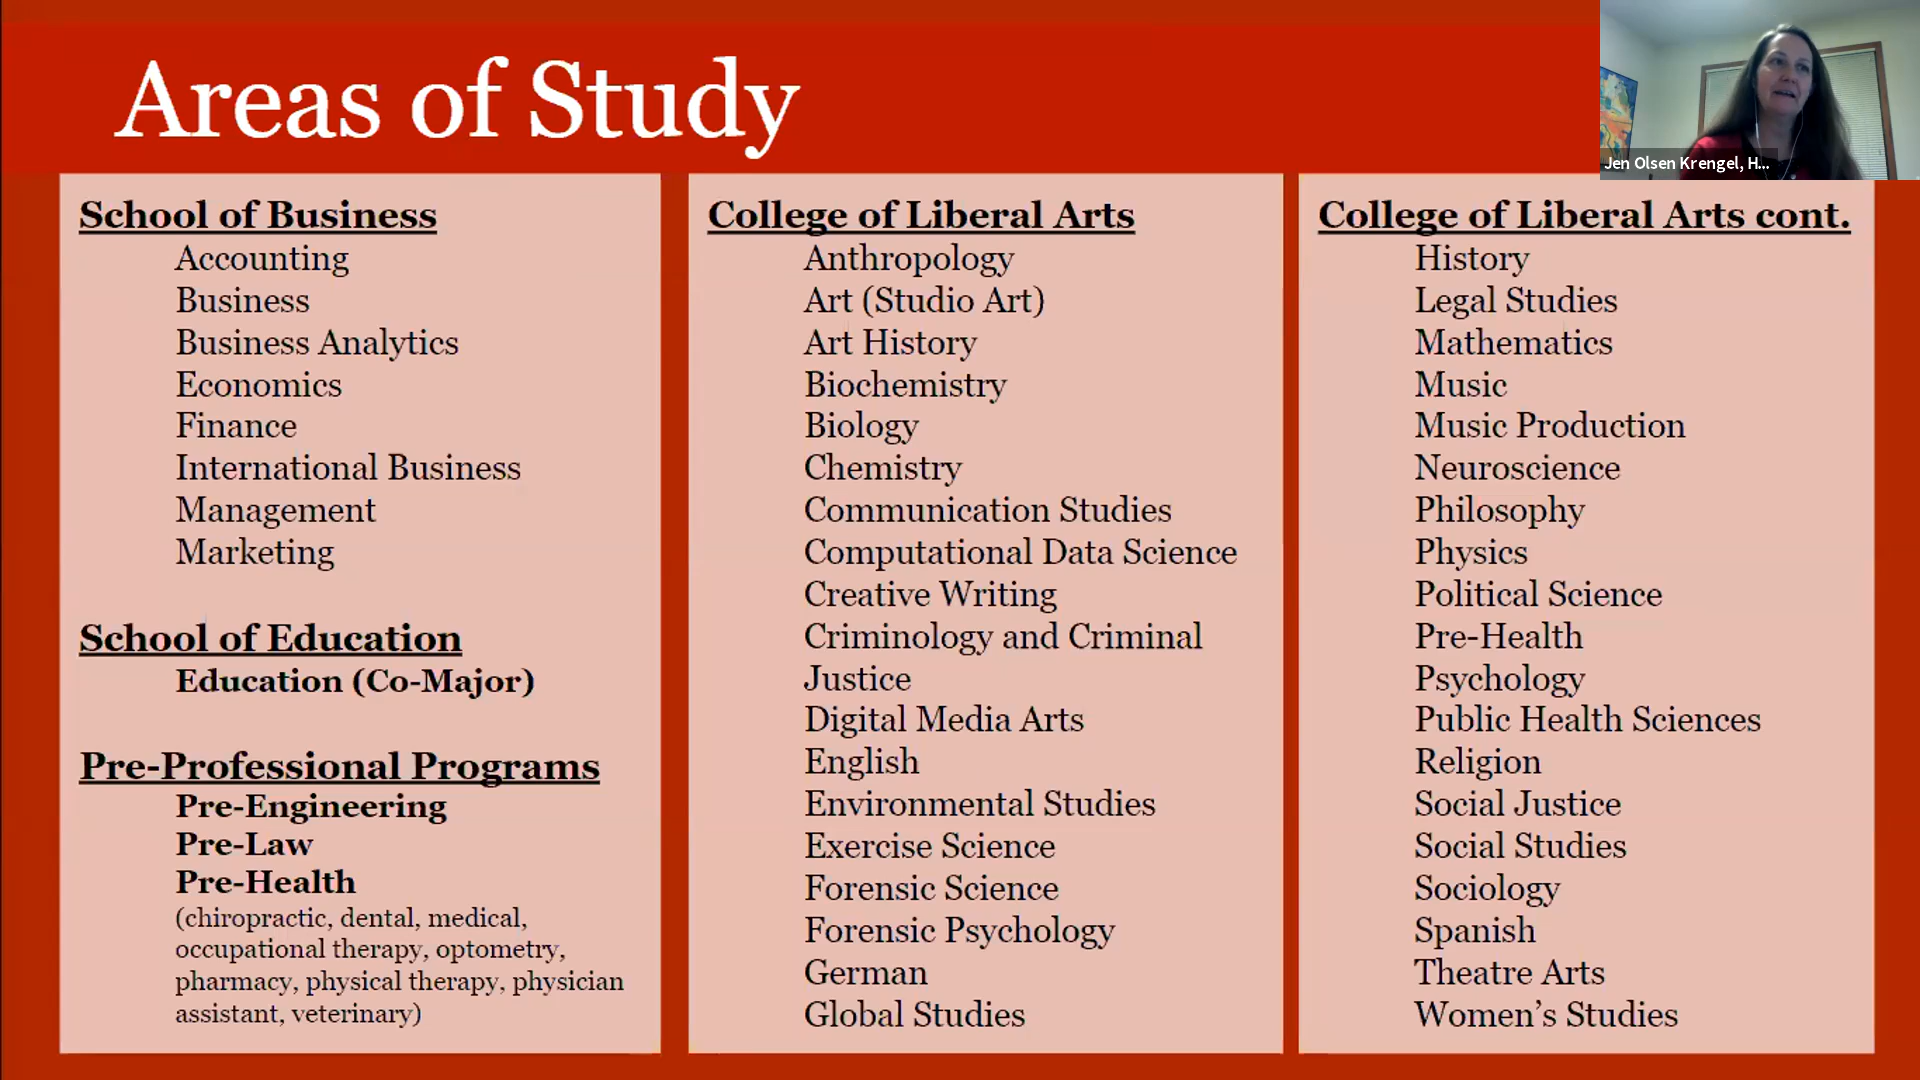 Areas of Study
Jen Olsen Krengel, H...
School of Business
Accounting
Business
Business Analytics
Economics
Finance
International Business
Management
Marketing
School of Education
Education (Co-Major)
Pre-Professional Programs
Pre-Engineering
Pre-Law
Pre-Health
(chiropractic, dental, medical,
occupational therapy, optometry,
pharmacy, physical therapy, physician
assistant, veterinary)
College of Liberal Arts
Anthropology
Art (Studio Art)
Art History
Biochemistry
Biology
Chemistry
Communication Studies
Computational Data Science
Creative Writing
Criminology and Criminal
Justice
Digital Media Arts
English
Environmental Studies
Exercise Science
Forensic Science
Forensic Psychology
German
Global Studies
College of Liberal Arts cont.
History
Legal Studies
Mathematics
Music
Music Production
Neuroscience
Philosophy
Physics
Political Science
Pre-Health
Psychology
Public Health Sciences
Religion
Social Justice
Social Studies
Sociology
Spanish
Theatre Arts
Women’s Studies